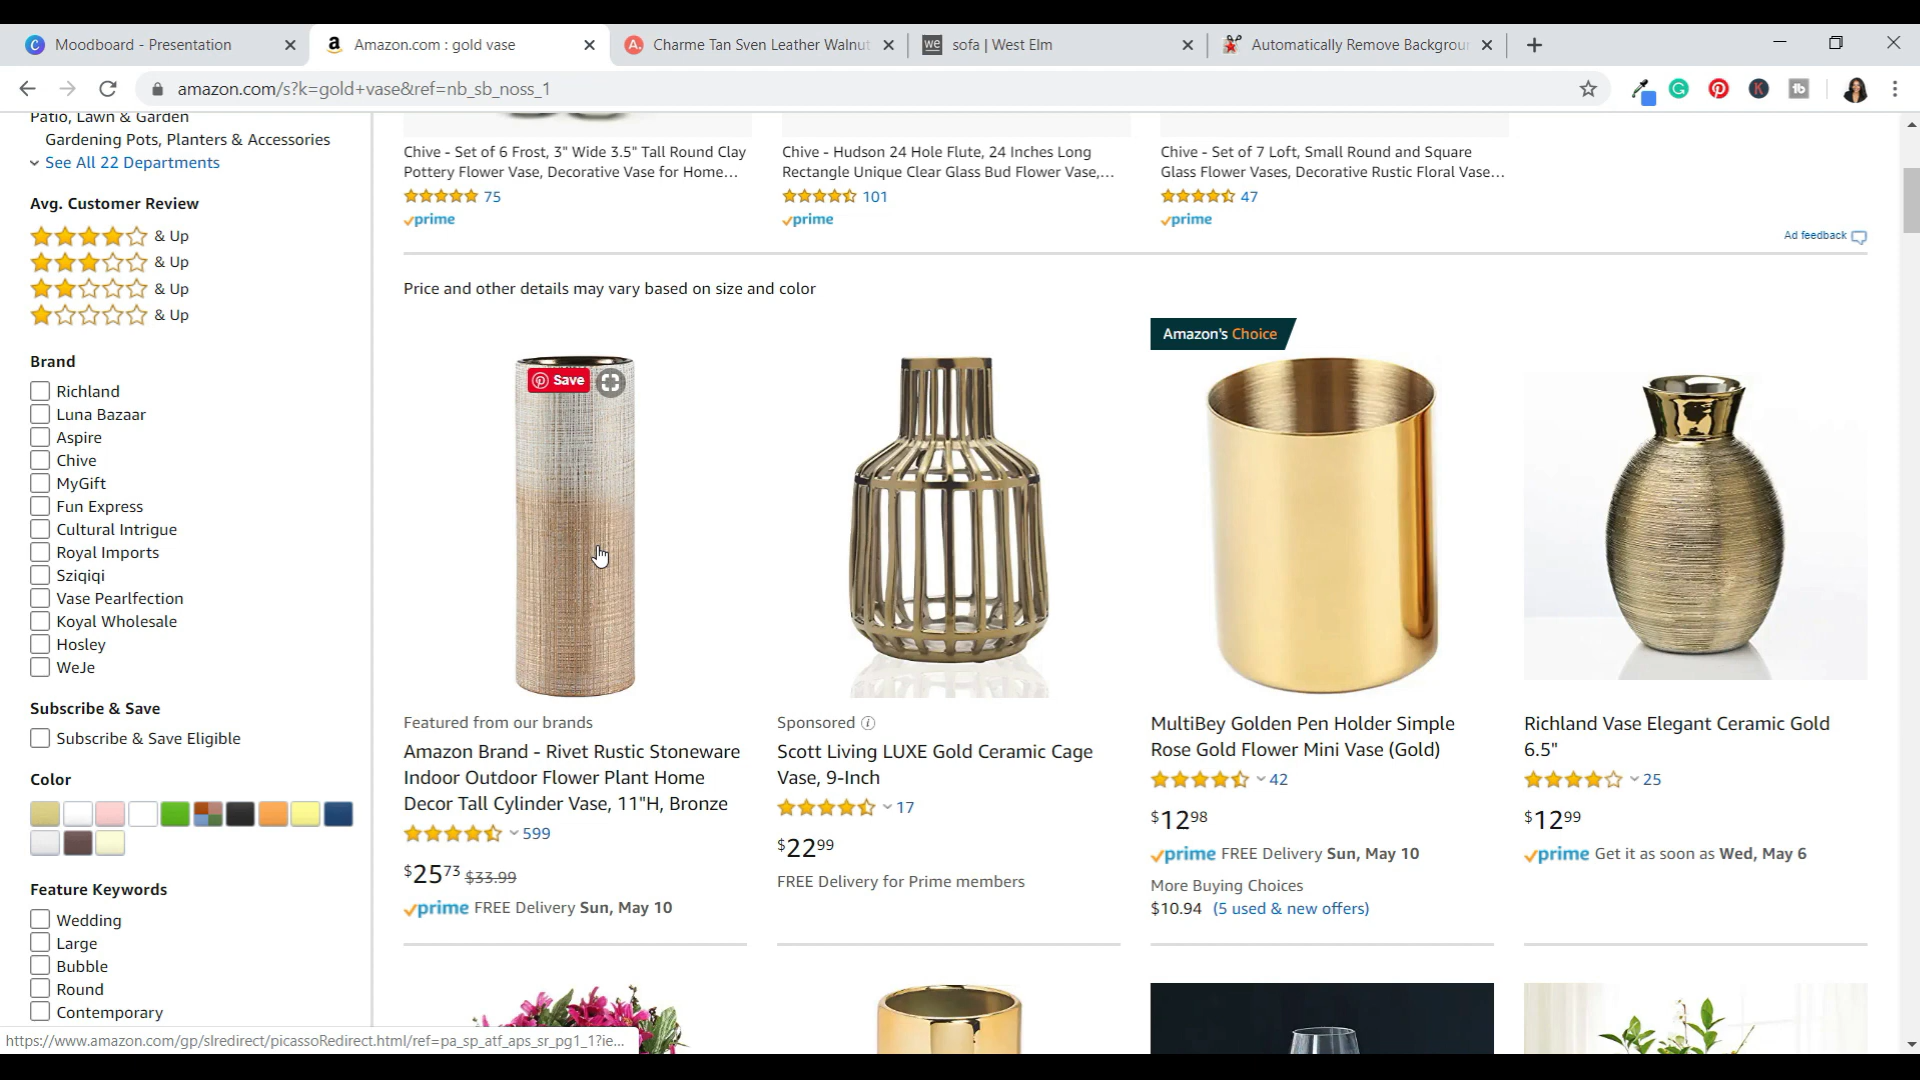 Moodboard - Presentation
Amazon.com : gold vase
Charme Tan Sven Leather Walnut
sofa | West Elm
Automatically Remove Backgroun
amazon.com/s?k=gold+vase&ref=nb_sb_noss_1
Patio, Lawn & Garden
Gardening Pots, Planters & Accessories
See All 22 Departments
Avg. Customer Review
& Up
& Up
& Up
& Up
Brand
Richland
Luna Bazaar
Aspire
Chive
MyGift
Fun Express
Cultural Intrigue
Royal Imports
Sziqiqi
Vase Pearlfection
Koyal Wholesale
Hosley
WeJe
Subscribe & Save
Subscribe & Save Eligible
Color
Feature Keywords
Wedding
Large
Bubble
Round
Contemporary
https://www.amazon.com/gp/slredirect/picassoRedirect.html/ref=pa_sp_atf_aps_sr_pg1_1?ie...
Chive - Set of 6 Frost, 3" Wide 3.5" Tall Round Clay
Pottery Flower Vase, Decorative Vase for Home...
75
prime
Chive - Hudson 24 Hole Flute, 24 Inches Long
Rectangle Unique Clear Glass Bud Flower Vase,...
101
prime
Chive - Set of 7 Loft, Small Round and Square
Glass Flower Vases, Decorative Rustic Floral Vase...
47
prime
Ad feedback
Price and other details may vary based on size and color
Save
Featured from our brands
Amazon Brand - Rivet Rustic Stoneware
Indoor Outdoor Flower Plant Home
Decor Tall Cylinder Vase, 11"H, Bronze
599
$25 73 $33.99
prime FREE Delivery Sun, May 10
Sponsored
Scott Living LUXE Gold Ceramic Cage
Vase, 9-Inch
17
$22 99
FREE Delivery for Prime members
Amazon's Choice
MultiBey Golden Pen Holder Simple
Rose Gold Flower Mini Vase (Gold)
42
$12 98
prime FREE Delivery Sun, May 10
More Buying Choices
$10.94 (5 used & new offers)
Richland Vase Elegant Ceramic Gold
6.5"
25
$12 99
prime Get it as soon as Wed, May 6